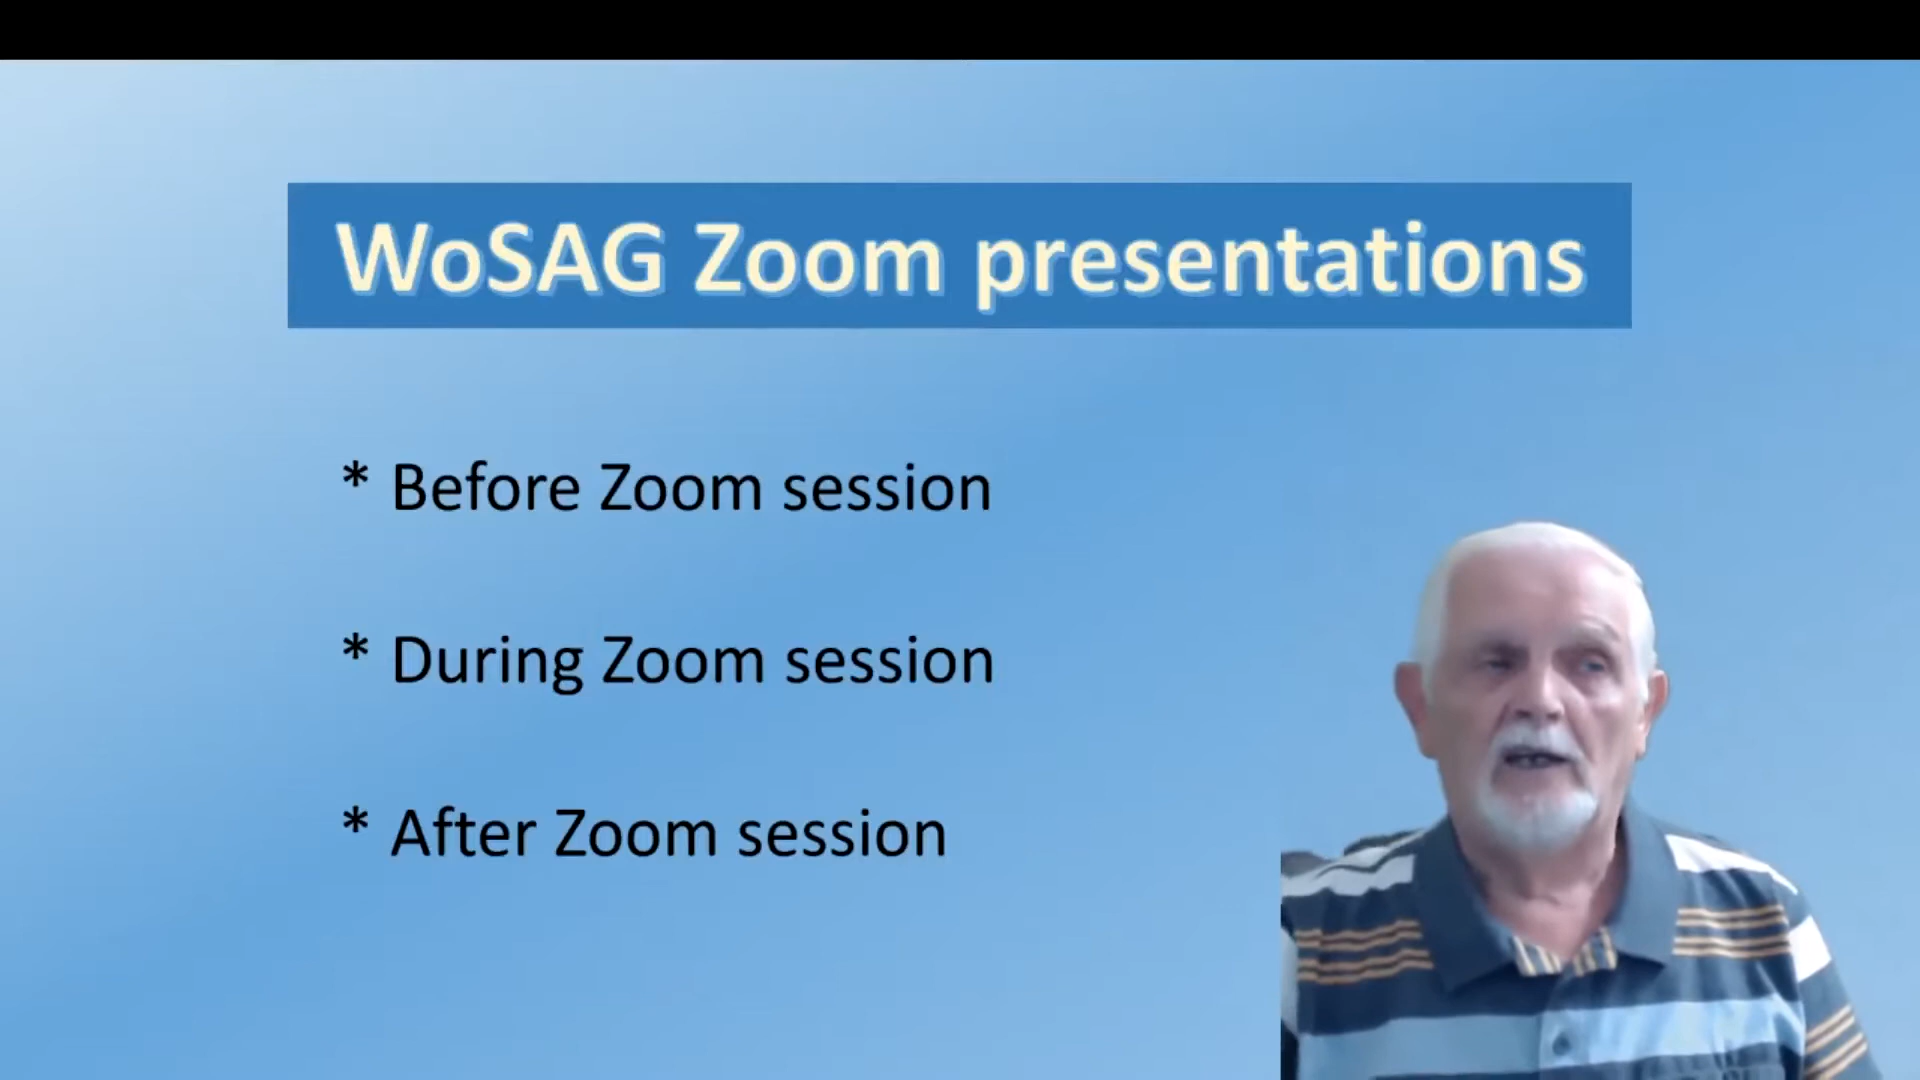 WoSAG Zoom presentations
* Before Zoom session
* During Zoom session
* After Zoom session